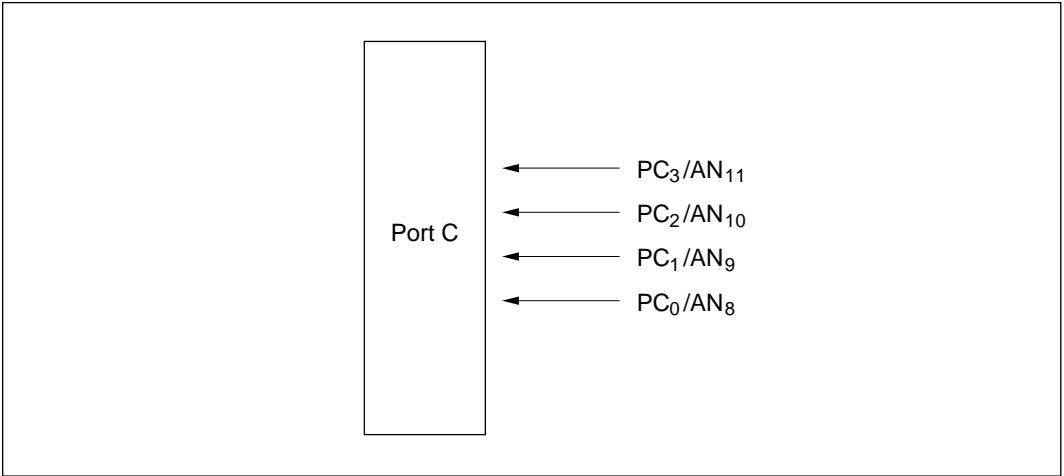 PC₃/AN₁₁
PC₂/AN₁₀
Port C
PC₁/AN₉
PC₀/AN₈